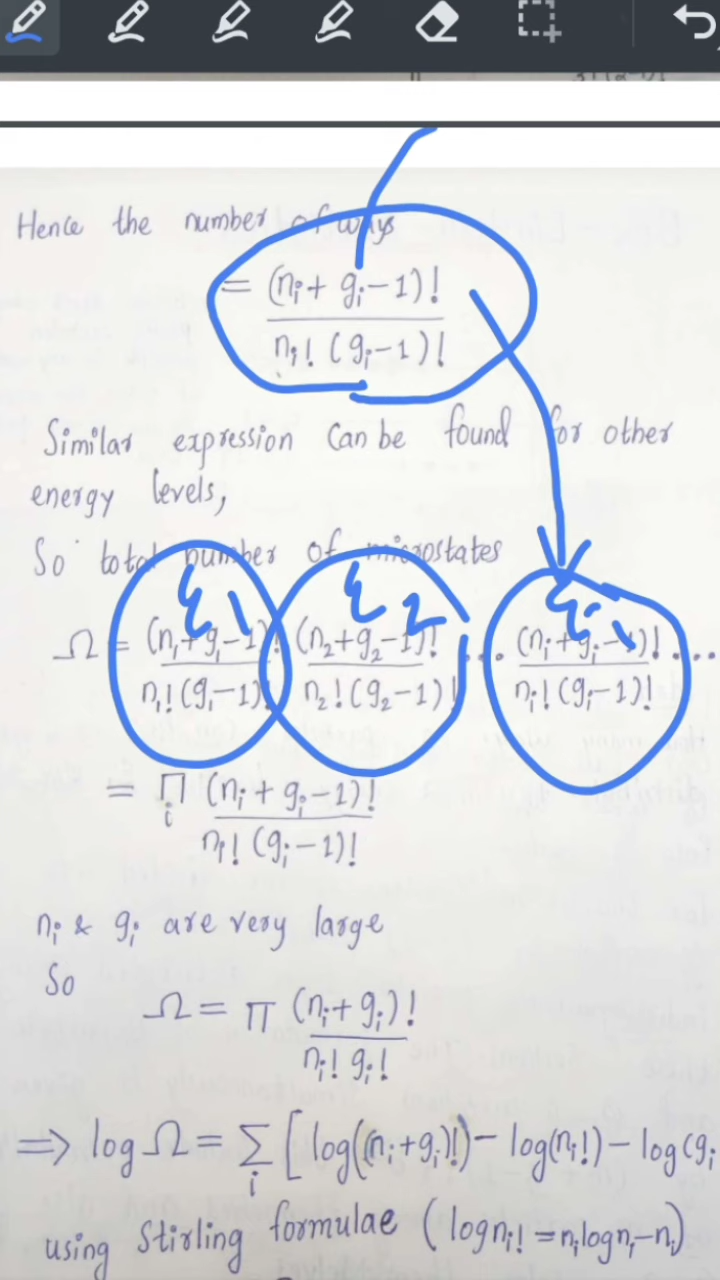 Hence the number of ways
= (nᵢ + gᵢ − 1)! / nᵢ! (gᵢ − 1)!
Similar expression Can be found for other
energy levels,
So total number of microstates
ξ1 ξ2 ξi
Ω = (n₁+g₁−1)! / n₁!(g₁−1)! (n₂+g₂−1)! / n₂!(g₂−1)! ... (nᵢ+gᵢ−1)! / nᵢ!(gᵢ−1)! ....
= Π i (nᵢ + gᵢ − 1)! / nᵢ! (gᵢ − 1)!
nᵢ & gᵢ are very large
So
Ω = Π (nᵢ + gᵢ)! / nᵢ! gᵢ!
⇒ log Ω = Σ i [ log((nᵢ+gᵢ)!) − log(nᵢ!) − log(gᵢ
using Stirling formulae (log nᵢ! = nᵢ log nᵢ − nᵢ)